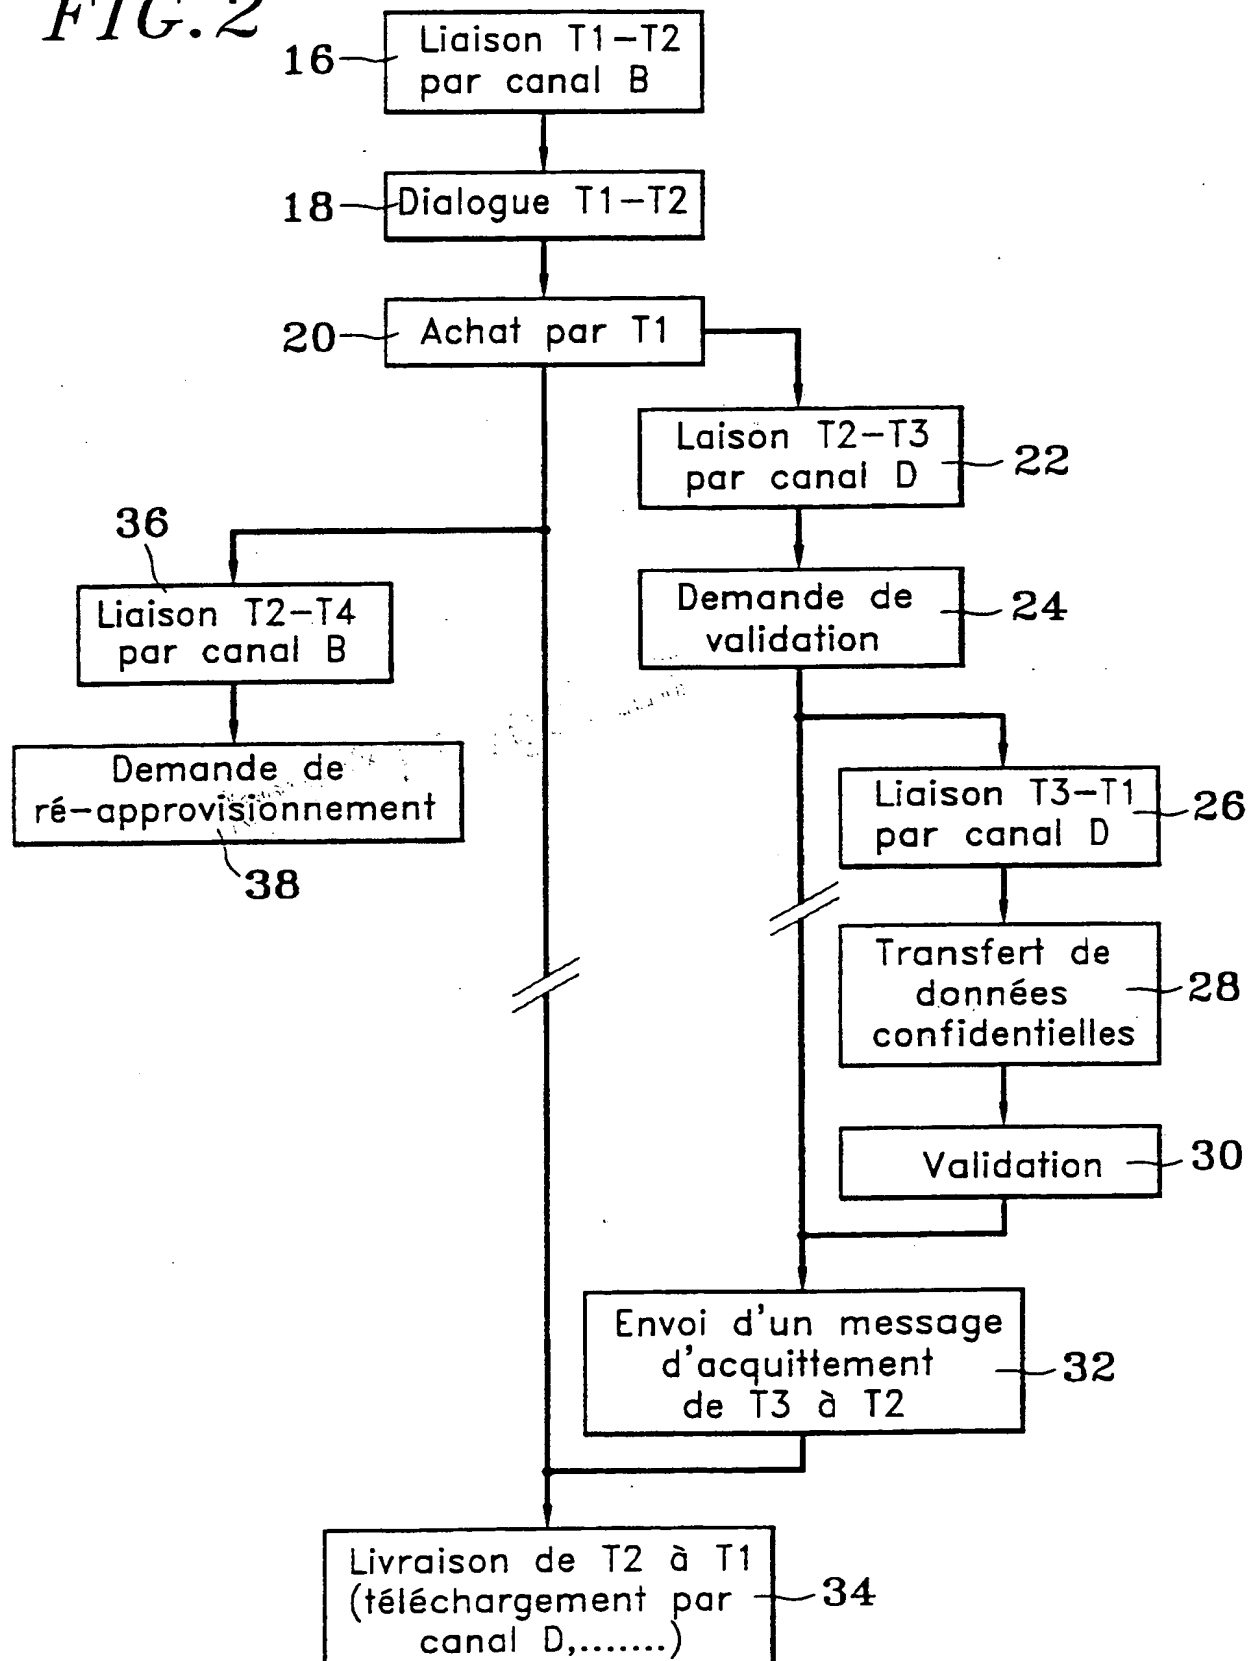 FIG. 2
16
Liaison T1-T2
par canal B
18
Dialogue T1-T2
20
Achat par T1
Laison T2-T3
par canal D
22
36
Liaison T2-T4
par canal B
Demande de
validation
24
Demande de
ré-approvisionnement
38
Liaison T3-T1
par canal D
26
Transfert de
données
confidentielles
28
Validation
30
Envoi d'un message
d'acquittement
de T3 à T2
32
Livraison de T2 à T1
(téléchargement par
canal D,.......)
34